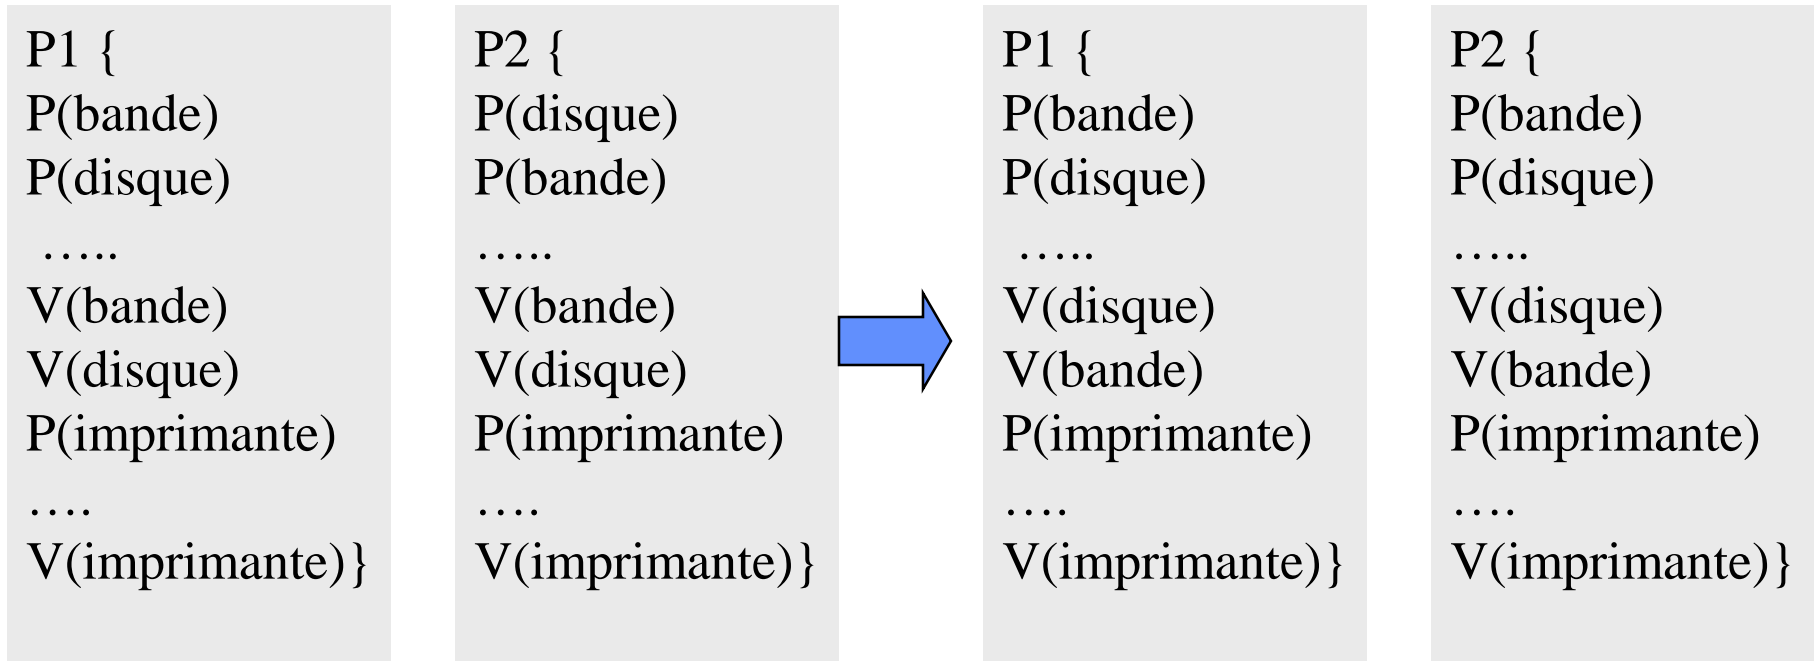 P1 {
P(bande)
P(disque)
…..
V(bande)
V(disque)
P(imprimante)
….
V(imprimante)}
P2 {
P(disque)
P(bande)
…..
V(bande)
V(disque)
P(imprimante)
….
V(imprimante)}
P1 {
P(bande)
P(disque)
…..
V(disque)
V(bande)
P(imprimante)
….
V(imprimante)}
P2 {
P(bande)
P(disque)
…..
V(disque)
V(bande)
P(imprimante)
….
V(imprimante)}